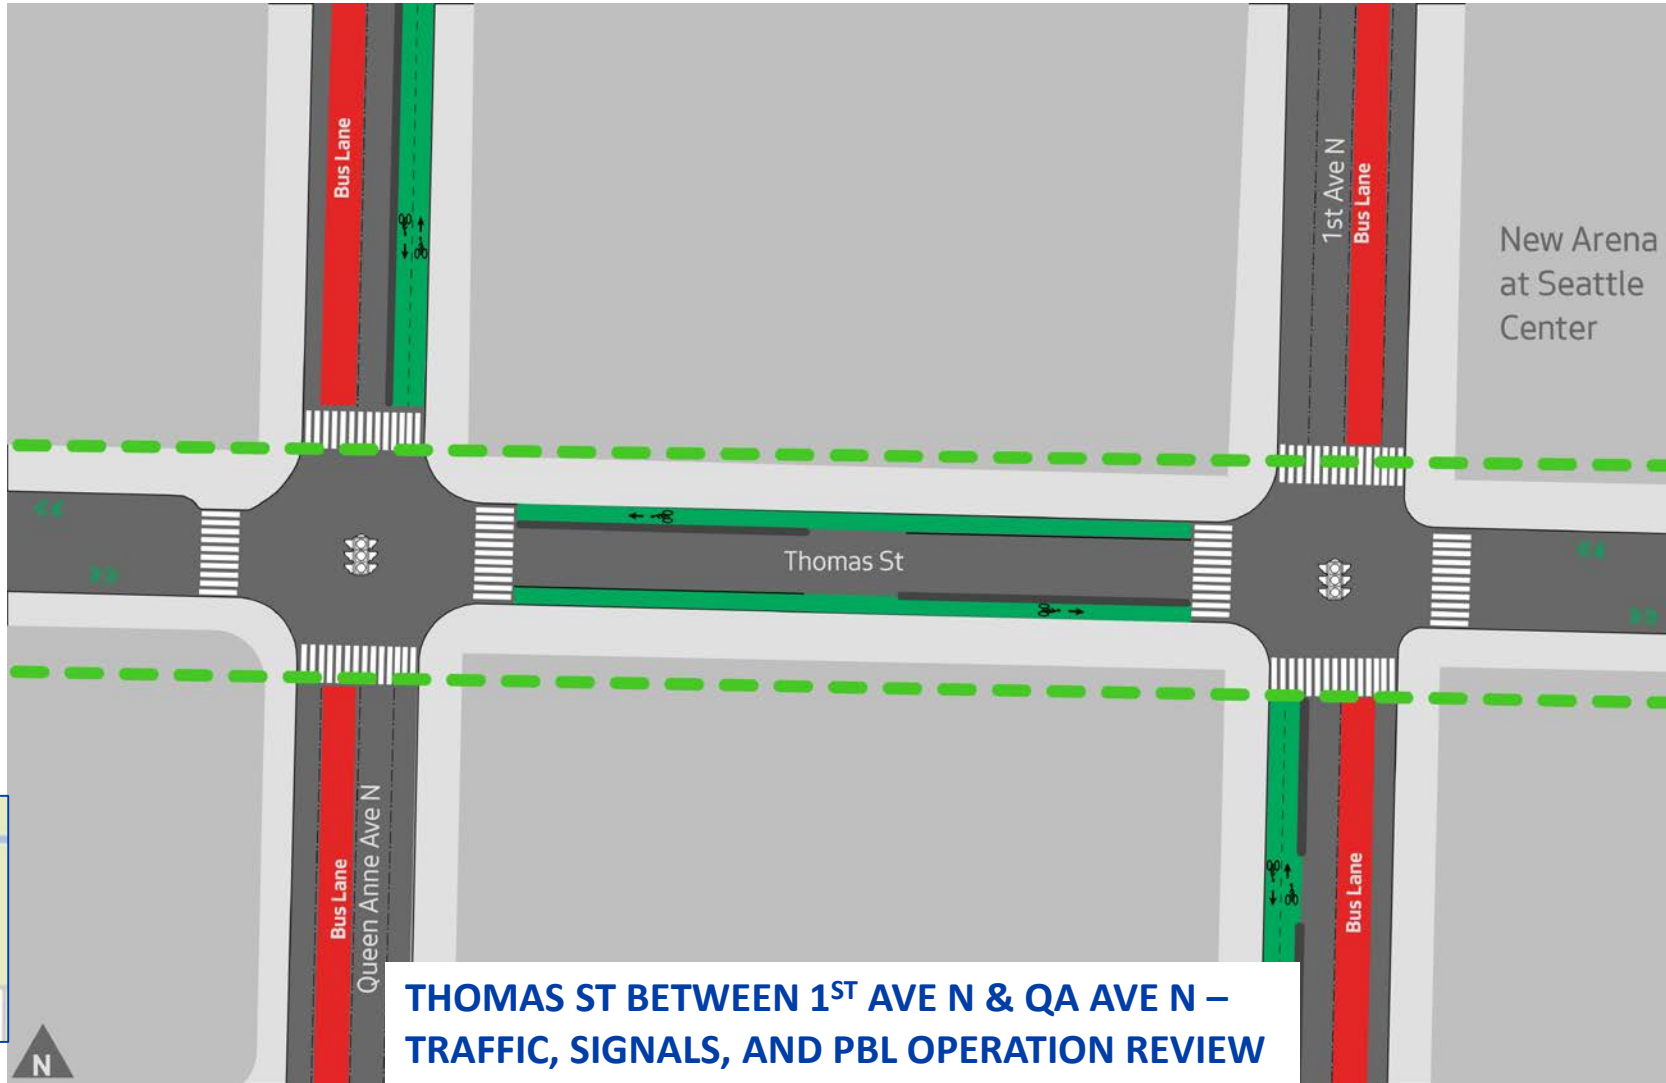 Bus Lane
1st Ave N
Bus Lane
New Arena
at Seattle
Center
Thomas St
Bus Lane
Queen Anne Ave N
Bus Lane
THOMAS ST BETWEEN 1ST AVE N & QA AVE N –
TRAFFIC, SIGNALS, AND PBL OPERATION REVIEW
N